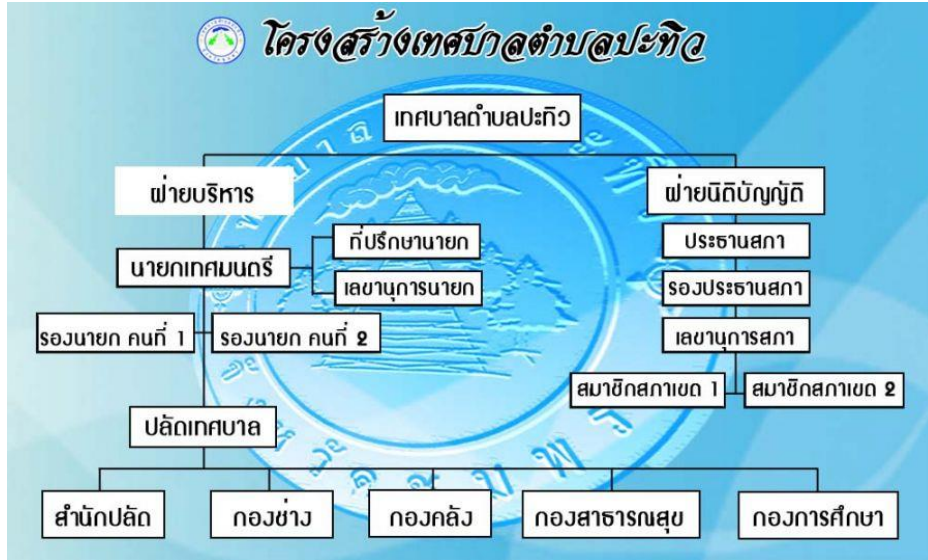 โครงสร้างเทศบาลตำบลปะทิว
เทศบาลตำบลปะทิว
ฝ่ายบริหาร
ฝ่ายนิติบัญญัติ
นายกเทศมนตรี
ที่ปรึกษานายก
เลขานุการนายก
ประธานสภา
รองประธานสภา
เลขานุการสภา
รองนายก คนที่ 1
รองนายก คนที่ 2
สมาชิกสภาเขต 1
สมาชิกสภาเขต 2
ปลัดเทศบาล
สำนักปลัด
กองช่าง
กองคลัง
กองสาธารณสุข
กองการศึกษา